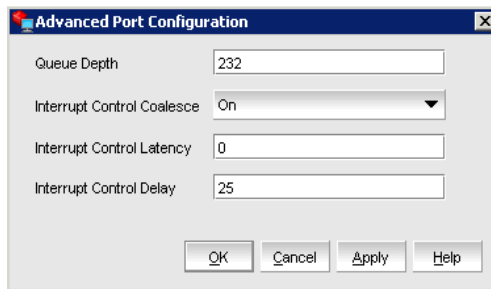 Advanced Port Configuration
Queue Depth 232
Interrupt Control Coalesce On
Interrupt Control Latency 0
Interrupt Control Delay 25
OK Cancel Apply Help